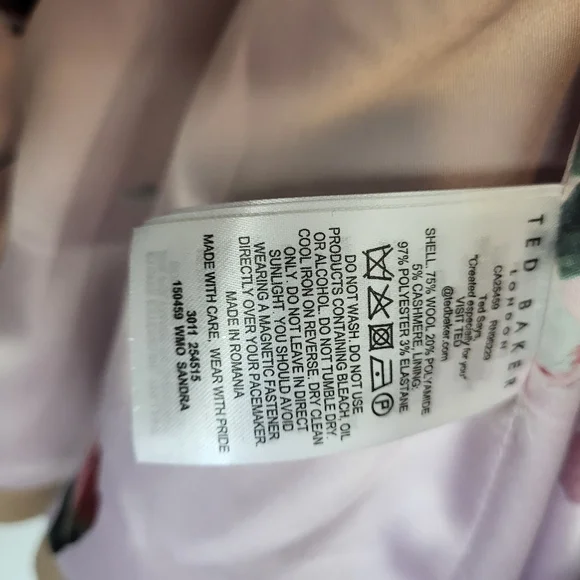 TED BAKER
LONDON
CA25459 RN95229
Ted Says,
"Created especially for you"
VISIT TED
@tedbaker.com
SHELL, 75% WOOL 20% POLYAMIDE
5% CASHMERE, LINING:
97% POLYESTER 3% ELASTANE
P
DO NOT WASH. DO NOT USE
PRODUCTS CONTAINING BLEACH, OIL
OR ALCOHOL. DO NOT TUMBLE DRY.
COOL IRON ON REVERSE. DRY CLEAN
ONLY. DO NOT LEAVE IN DIRECT
SUNLIGHT. YOU SHOULD AVOID
WEARING A MAGNETIC FASTENER
DIRECTLY OVER YOUR PACEMAKER.
MADE IN ROMANIA
MADE WITH CARE, WEAR WITH PRIDE
3011 254515
150459 WMO SANDRA